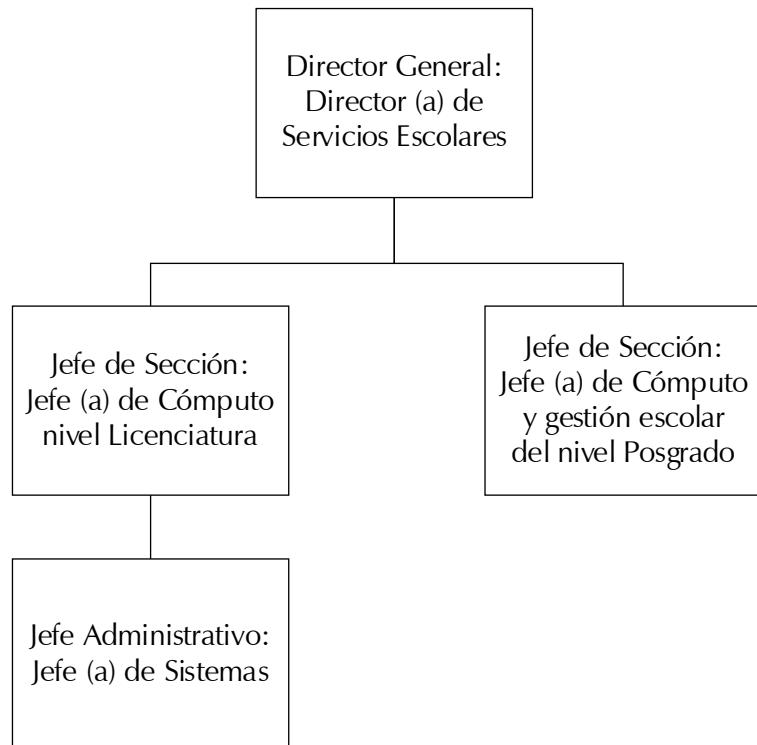 Director General:
Director (a) de
Servicios Escolares
Jefe de Sección:
Jefe (a) de Cómputo
nivel Licenciatura
Jefe de Sección:
Jefe (a) de Cómputo
y gestión escolar
del nivel Posgrado
Jefe Administrativo:
Jefe (a) de Sistemas